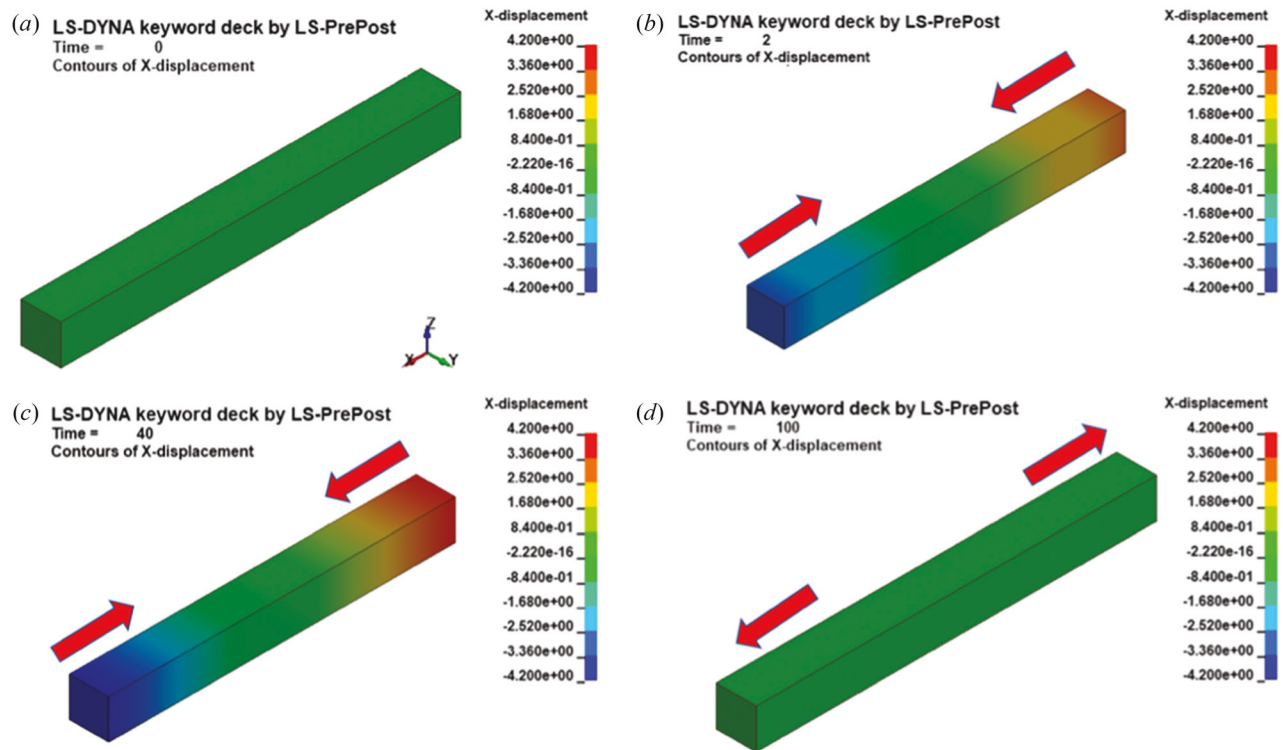 (a)
LS-DYNA keyword deck by LS-PrePost
Time = 0
Contours of X-displacement
X-displacement
4.200e+00
3.360e+00
2.520e+00
1.680e+00
8.400e-01
-2.220e-16
-8.400e-01
-1.680e+00
-2.520e+00
-3.360e+00
-4.200e+00
Z
X
Y
(b)
LS-DYNA keyword deck by LS-PrePost
Time = 2
Contours of X-displacement
X-displacement
4.200e+00
3.360e+00
2.520e+00
1.680e+00
8.400e-01
-2.220e-16
-8.400e-01
-1.680e+00
-2.520e+00
-3.360e+00
-4.200e+00
(c)
LS-DYNA keyword deck by LS-PrePost
Time = 40
Contours of X-displacement
X-displacement
4.200e+00
3.360e+00
2.520e+00
1.680e+00
8.400e-01
-2.220e-16
-8.400e-01
-1.680e+00
-2.520e+00
-3.360e+00
-4.200e+00
(d)
LS-DYNA keyword deck by LS-PrePost
Time = 100
Contours of X-displacement
X-displacement
4.200e+00
3.360e+00
2.520e+00
1.680e+00
8.400e-01
-2.220e-16
-8.400e-01
-1.680e+00
-2.520e+00
-3.360e+00
-4.200e+00